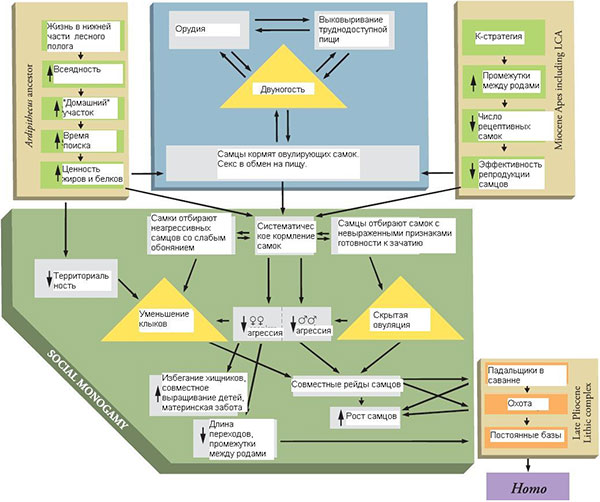 Ardipithecus ancestor
Жизнь в нижней
части лесного
полога
Всеядность
"Домашний"
участок
Время
поиска
Ценность
жиров и белков
Орудия
Выковыривание
труднодоступной
пищи
Двуногость
Самцы кормят овулирующих самок.
Секс в обмен на пищу.
К-стратегия
Промежутки
между родами
Число
рецептивных
самок
Эффективность
репродукции
самцов
Miocene Apes including LCA
Самки отбирают
неагрессивных
самцов со слабым
обонянием
Систематичес
кое кормление
самок
Самцы отбирают самок с
невыраженными признаками
готовности к зачатию
Территориаль
ность
Уменьшение
клыков
♀♀
агрессия
♂♂
агрессия
Скрытая
овуляция
SOCIAL MONOGAMY
Избегание хищников,
совместное
выращивание детей,
материнская забота
Совместные рейды самцов
Рост самцов
Длина
переходов,
промежутки
между родами
Падальщики в
саванне
Охота
Постоянные базы
Late Pliocene
Lithic complex
Homo